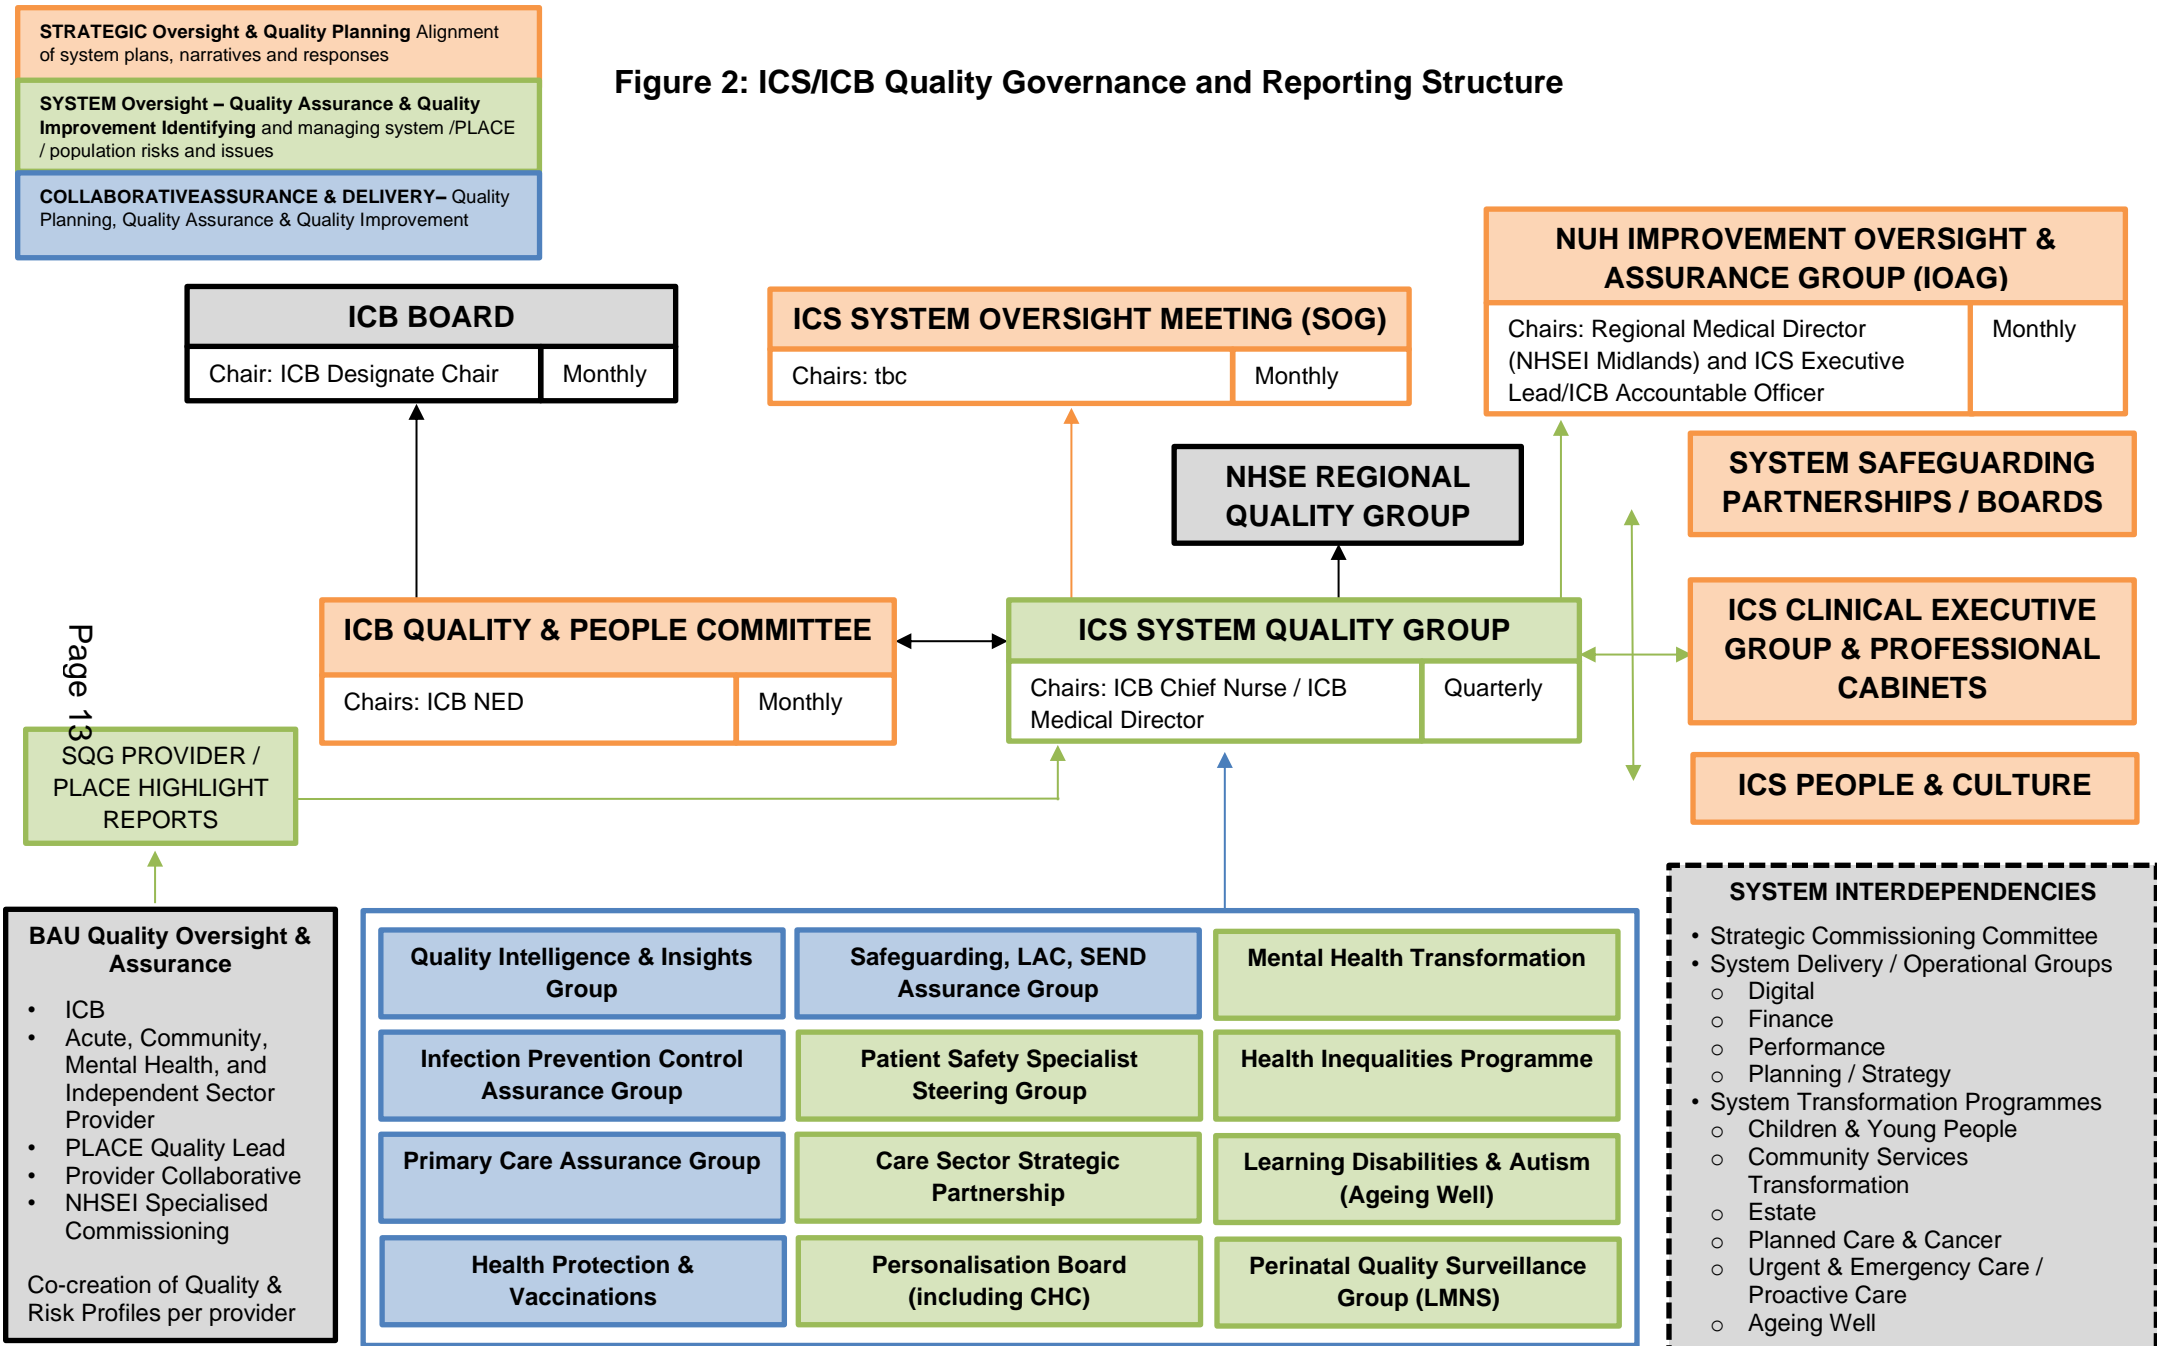 STRATEGIC Oversight & Quality Planning Alignment
of system plans, narratives and responses
SYSTEM Oversight – Quality Assurance & Quality
Improvement Identifying and managing system /PLACE
/ population risks and issues
COLLABORATIVEASSURANCE & DELIVERY– Quality
Planning, Quality Assurance & Quality Improvement
Figure 2: ICS/ICB Quality Governance and Reporting Structure
ICB BOARD
Chair: ICB Designate Chair
Monthly
ICS SYSTEM OVERSIGHT MEETING (SOG)
Chairs: tbc
Monthly
NUH IMPROVEMENT OVERSIGHT &
ASSURANCE GROUP (IOAG)
Chairs: Regional Medical Director
(NHSEI Midlands) and ICS Executive
Lead/ICB Accountable Officer
Monthly
NHSE REGIONAL
QUALITY GROUP
SYSTEM SAFEGUARDING
PARTNERSHIPS / BOARDS
ICB QUALITY & PEOPLE COMMITTEE
Chairs: ICB NED
Monthly
ICS SYSTEM QUALITY GROUP
Chairs: ICB Chief Nurse / ICB
Medical Director
Quarterly
ICS CLINICAL EXECUTIVE
GROUP & PROFESSIONAL
CABINETS
ICS PEOPLE & CULTURE
Page 13
SQG PROVIDER /
PLACE HIGHLIGHT
REPORTS
BAU Quality Oversight &
Assurance
• ICB
• Acute, Community,
Mental Health, and
Independent Sector
Provider
• PLACE Quality Lead
• Provider Collaborative
• NHSEI Specialised
Commissioning
Co-creation of Quality &
Risk Profiles per provider
Quality Intelligence & Insights
Group
Safeguarding, LAC, SEND
Assurance Group
Mental Health Transformation
Infection Prevention Control
Assurance Group
Patient Safety Specialist
Steering Group
Health Inequalities Programme
Primary Care Assurance Group
Care Sector Strategic
Partnership
Learning Disabilities & Autism
(Ageing Well)
Health Protection &
Vaccinations
Personalisation Board
(including CHC)
Perinatal Quality Surveillance
Group (LMNS)
SYSTEM INTERDEPENDENCIES
• Strategic Commissioning Committee
• System Delivery / Operational Groups
o Digital
o Finance
o Performance
o Planning / Strategy
• System Transformation Programmes
o Children & Young People
o Community Services
Transformation
o Estate
o Planned Care & Cancer
o Urgent & Emergency Care /
Proactive Care
o Ageing Well